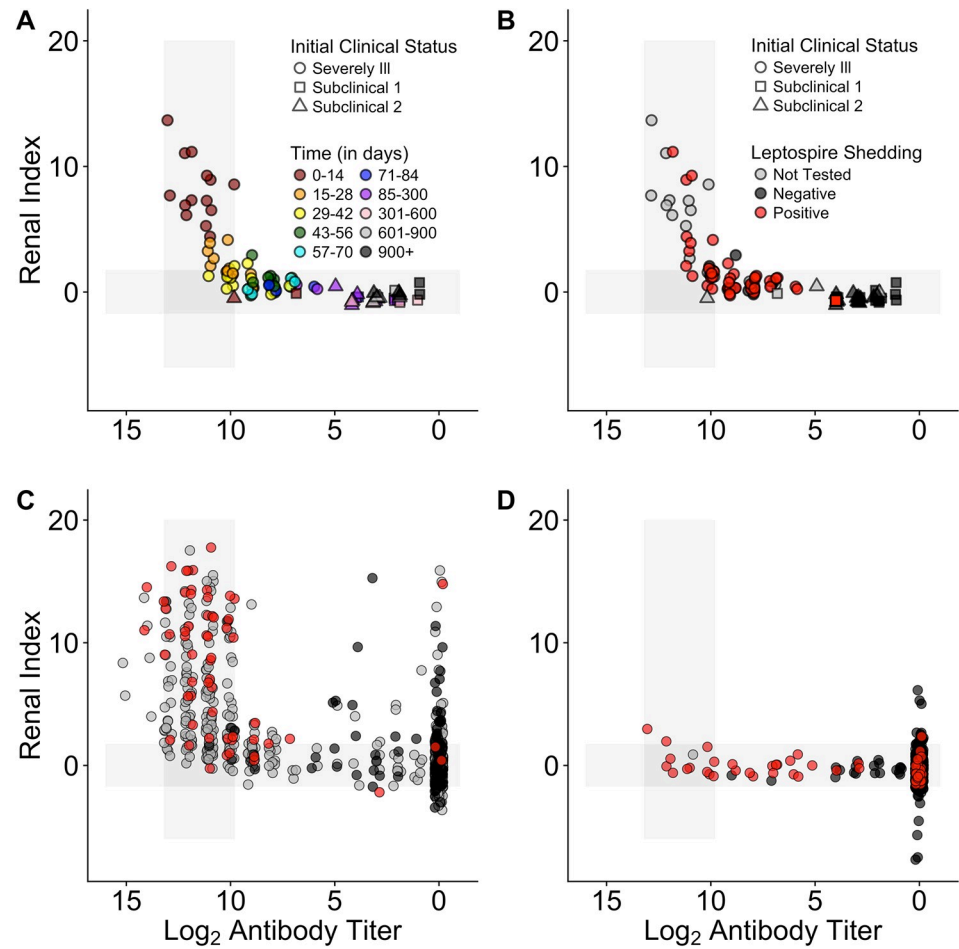 A
20
10
0
Renal Index
15
10
5
0
Initial Clinical Status
Severely Ill
Subclinical 1
Subclinical 2
Time (in days)
0-14
15-28
29-42
43-56
57-70
71-84
85-300
301-600
601-900
900+
B
20
10
0
15
10
5
0
Initial Clinical Status
Severely Ill
Subclinical 1
Subclinical 2
Leptospire Shedding
Not Tested
Negative
Positive
C
20
10
0
Renal Index
15
10
5
0
Log₂ Antibody Titer
D
20
10
0
15
10
5
0
Log₂ Antibody Titer